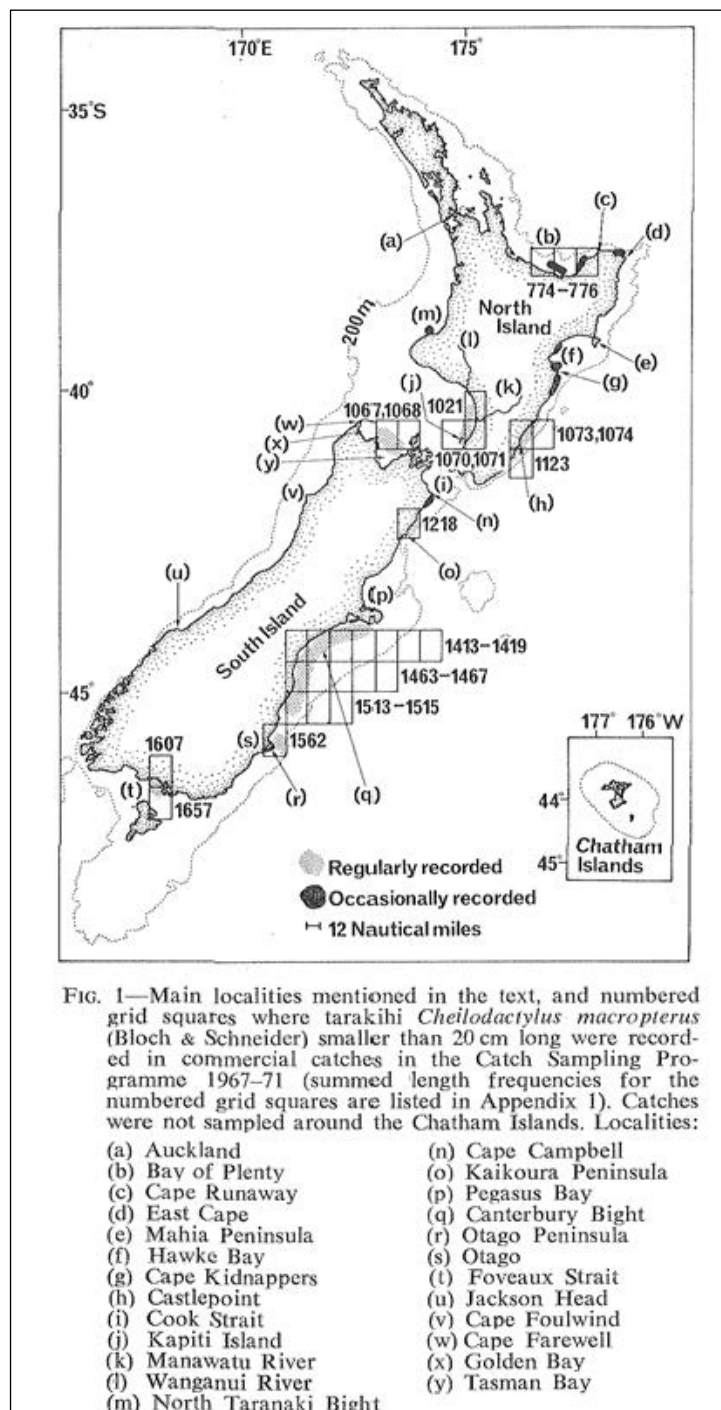 170°E
175°
35°S
(a)
(b)
(c)
(d)
774-776
North
Island
(m)
(l)
200m
(f)
(e)
(g)
40°
(j)
(k)
1067,1068
1021
(w)
(x)
(y)
1070,1071
1073,1074
1123
(v)
(i)
(n)
(h)
1218
(o)
(u)
(p)
South Island
1413-1419
1463-1467
45°
1513-1515
(s)
1562
1607
(r)
(q)
(t)
1657
177° 176°W
44°
Chatham
Islands
45°
Regularly recorded
Occasionally recorded
12 Nautical miles
FIG. 1—Main localities mentioned in the text, and numbered
grid squares where tarakihi Cheilodactylus macropterus
(Bloch & Schneider) smaller than 20 cm long were record-
ed in commercial catches in the Catch Sampling Pro-
gramme 1967–71 (summed length frequencies for the
numbered grid squares are listed in Appendix 1). Catches
were not sampled around the Chatham Islands. Localities:
(a) Auckland
(b) Bay of Plenty
(c) Cape Runaway
(d) East Cape
(e) Mahia Peninsula
(f) Hawke Bay
(g) Cape Kidnappers
(h) Castlepoint
(i) Cook Strait
(j) Kapiti Island
(k) Manawatu River
(l) Wanganui River
(m) North Taranaki Bight
(n) Cape Campbell
(o) Kaikoura Peninsula
(p) Pegasus Bay
(q) Canterbury Bight
(r) Otago Peninsula
(s) Otago
(t) Foveaux Strait
(u) Jackson Head
(v) Cape Foulwind
(w) Cape Farewell
(x) Golden Bay
(y) Tasman Bay